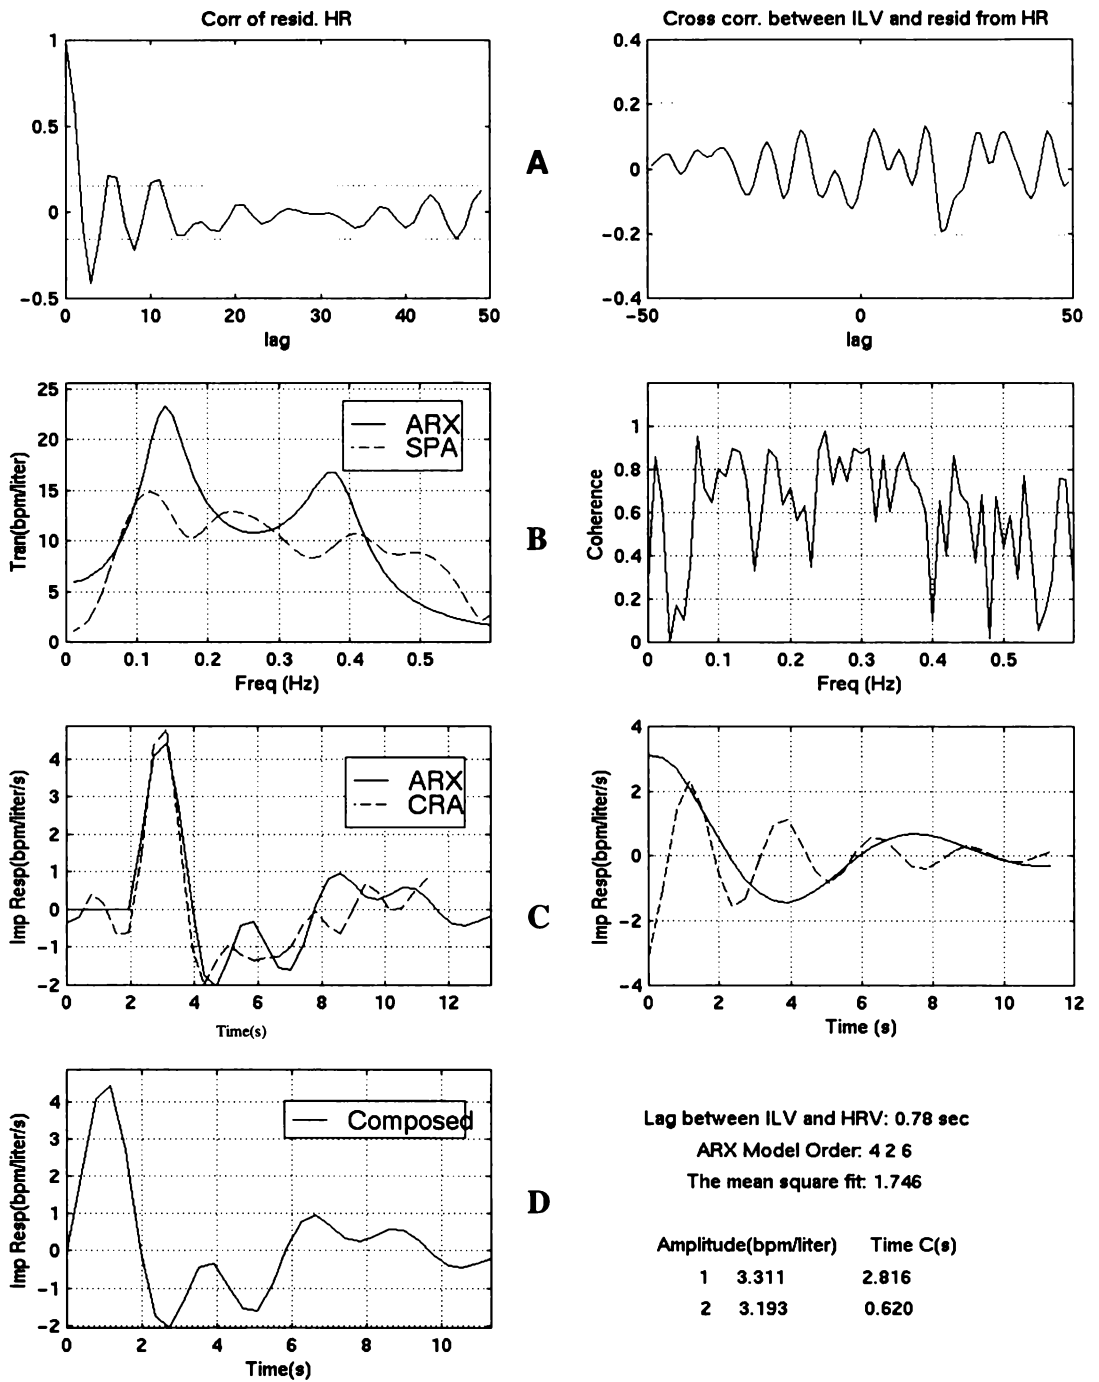 Corr of resid. HR
1
0.5
0
-0.5
0 10 20 30 40 50
lag
A
Cross corr. between ILV and resid from HR
0.4
0.2
0
-0.2
-0.4
-50 0 50
lag
25
20
15
10
5
0
Tran(bpm/liter)
ARX
SPA
0 0.1 0.2 0.3 0.4 0.5
Freq (Hz)
B
1
0.8
0.6
0.4
0.2
0
Coherence
0 0.1 0.2 0.3 0.4 0.5
Freq (Hz)
4
3
2
1
0
-1
-2
Imp Resp(bpm/liter/s)
ARX
CRA
0 2 4 6 8 10 12
Time(s)
C
4
2
0
-2
-4
Imp Resp(bpm/liter/s)
0 2 4 6 8 10 12
Time (s)
4
3
2
1
0
-1
-2
Imp Resp(bpm/liter/s)
Composed
0 2 4 6 8 10
Time(s)
D
Lag between ILV and HRV: 0.78 sec
ARX Model Order: 4 2 6
The mean square fit: 1.746
Amplitude(bpm/liter) Time C(s)
1 3.311 2.816
2 3.193 0.620